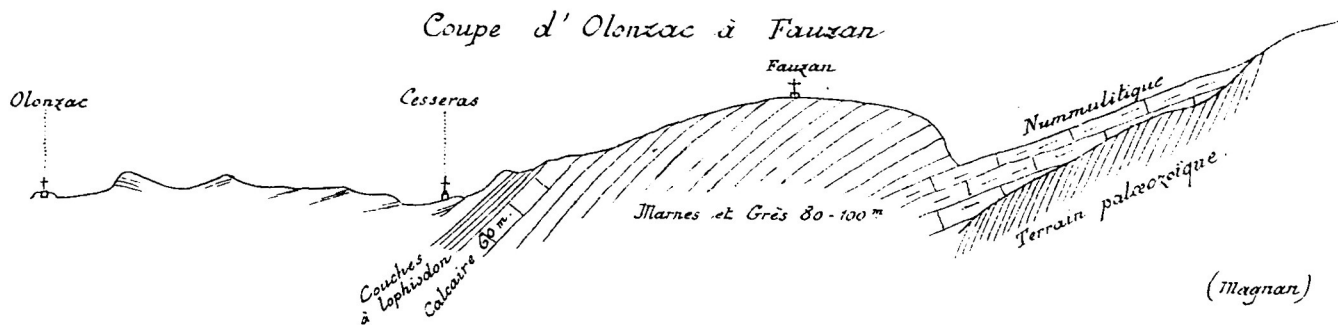 Coupe d' Olonzac à Fauzan
Olonzac
Cesseras
Fauzan
Nummulitique
Marnes et Grès 80-100 m
Terrain palæozoïque.
Couches
à lophiodon
Calcaire 60 m.
(Magnan)